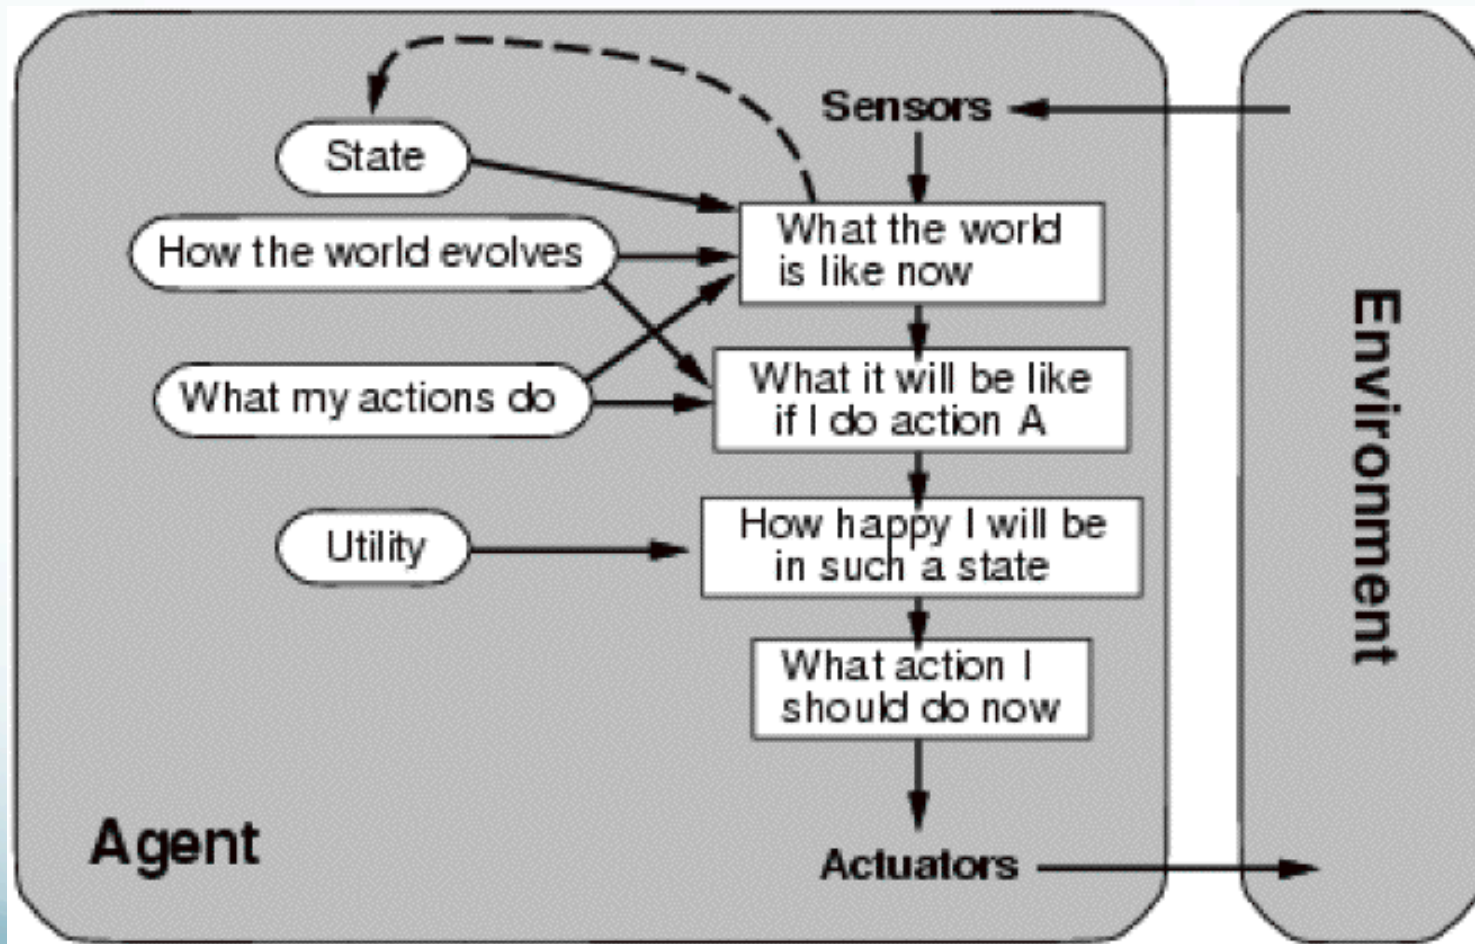 Sensors
State
What the world
is like now
How the world evolves
What it will be like
if I do action A
What my actions do
How happy I will be
in such a state
Utility
What action I
should do now
Agent
Actuators
Environment